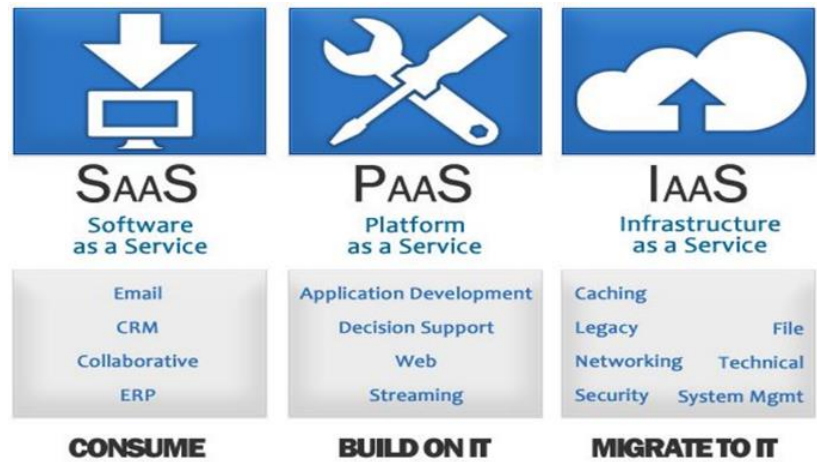 SAAS
Software
as a Service
Email
CRM
Collaborative
ERP
CONSUME
PAAS
Platform
as a Service
Application Development
Decision Support
Web
Streaming
BUILD ON IT
IAAS
Infrastructure
as a Service
Caching
Legacy File
Networking Technical
Security System Mgmt
MIGRATE TO IT